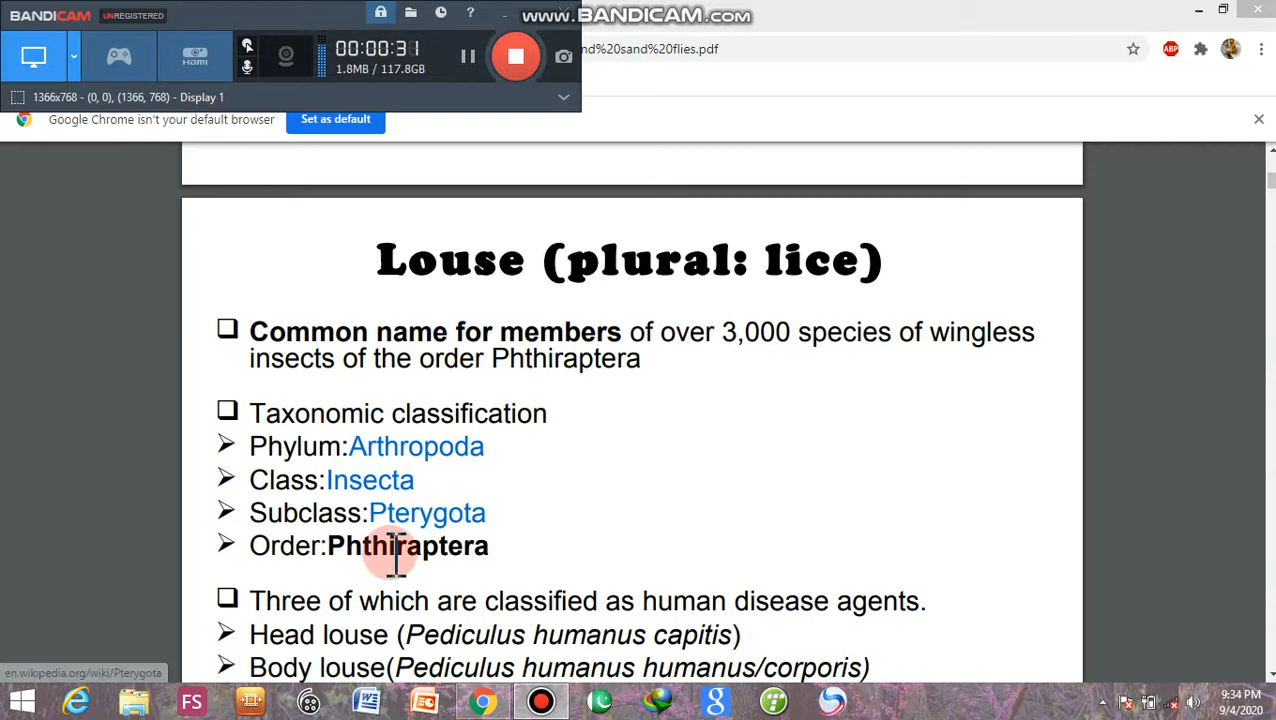 BANDICAM UNREGISTERED
www.BANDICAM.com
HDMI
00:00:31
1.8MB / 117.8GB
1366x768 - (0, 0), (1366, 768) - Display 1
nd%20sand%20flies.pdf
ABP
Google Chrome isn't your default browser
Set as default
Louse (plural: lice)
Common name for members of over 3,000 species of wingless
insects of the order Phthiraptera
Taxonomic classification
Phylum:Arthropoda
Class:Insecta
Subclass:Pterygota
Order:Phthiraptera
Three of which are classified as human disease agents.
Head louse (Pediculus humanus capitis)
Body louse(Pediculus humanus humanus/corporis)
en.wikipedia.org/wiki/Pterygota
FS
9:34 PM
9/4/2020